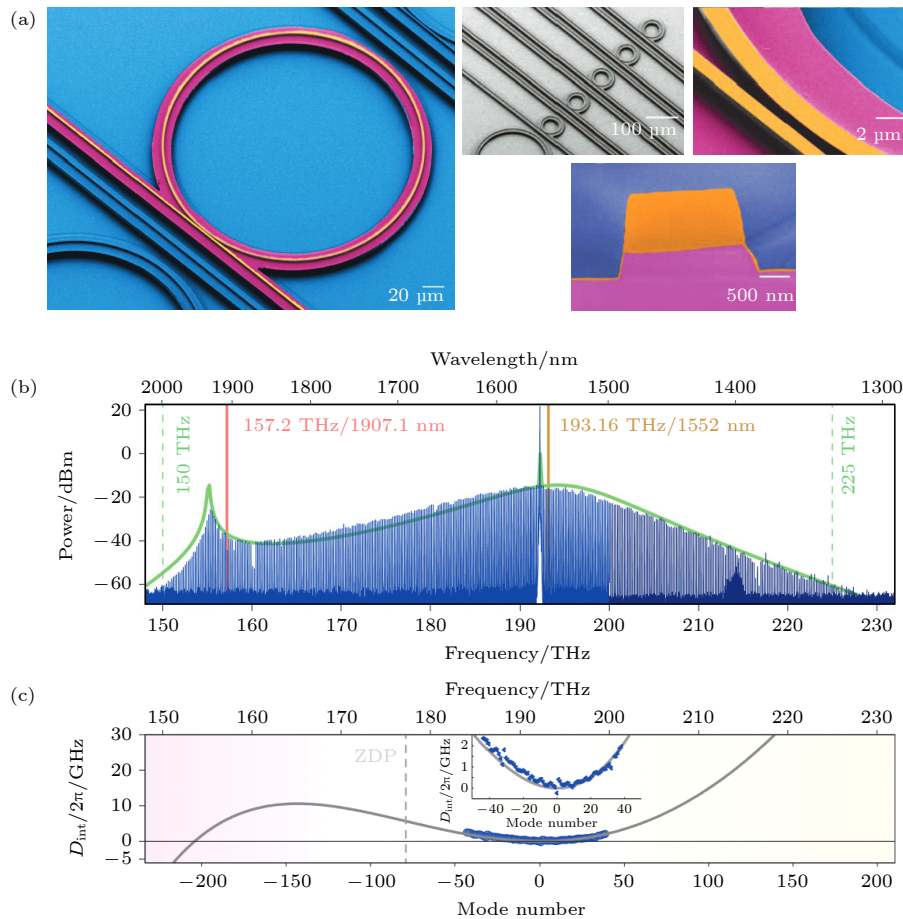 (a)
20 µm
100 µm
2 µm
500 nm
Wavelength/nm
(b)
2000 1900 1800 1700 1600 1500 1400 1300
20
0
−20
−40
−60
Power/dBm
150 THz
157.2 THz/1907.1 nm
193.16 THz/1552 nm
225 THz
150 160 170 180 190 200 210 220 230
Frequency/THz
(c)
Frequency/THz
150 160 170 180 190 200 210 220 230
30
20
10
0
−5
Dint/2π/GHz
ZDP
2
1
0
Dint/2π/GHz
−40 −20 0 20 40
Mode number
−200 −150 −100 −50 0 50 100 150 200
Mode number